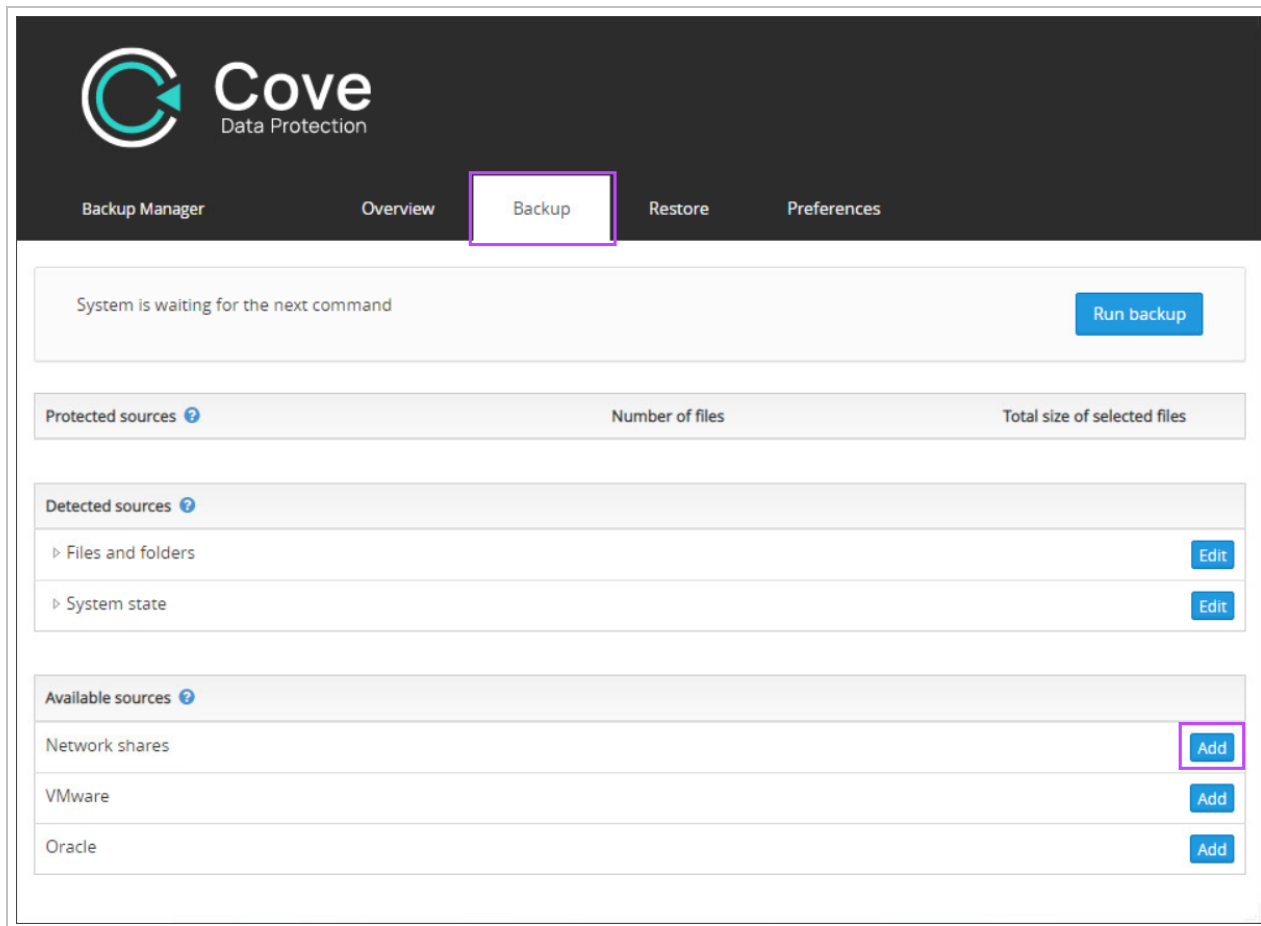 Cove
Data Protection
Backup Manager Overview Backup Restore Preferences
System is waiting for the next command
Run backup
Protected sources ? Number of files Total size of selected files
Detected sources ?
Files and folders Edit
System state Edit
Available sources ?
Network shares Add
VMware Add
Oracle Add